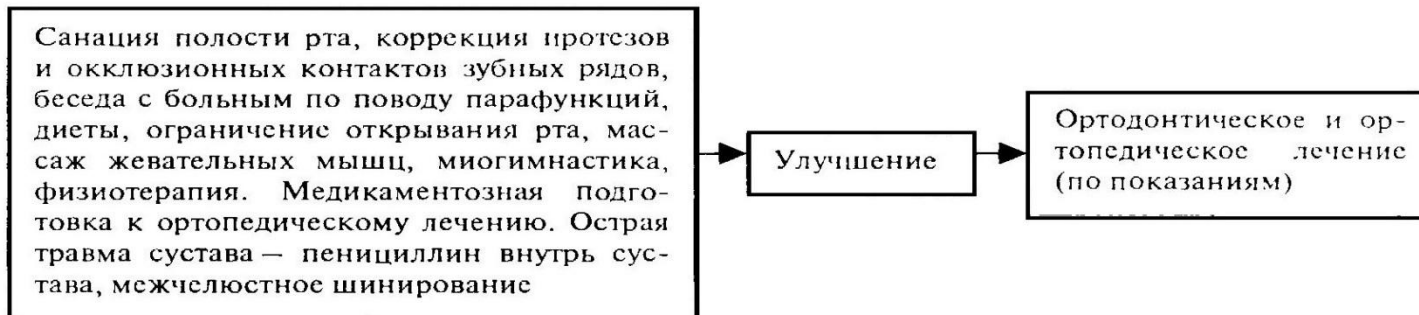 Санация полости рта, коррекция протезов
и окклюзионных контактов зубных рядов,
беседа с больным по поводу парафункций,
диеты, ограничение открывания рта, мас-
саж жевательных мышц, миогимнастика,
физиотерапия. Медикаментозная подго-
товка к ортопедическому лечению. Острая
травма сустава — пенициллин внутрь сус-
тава, межчелюстное шинирование
Улучшение
Ортодонтическое и ор-
топедическое лечение
(по показаниям)